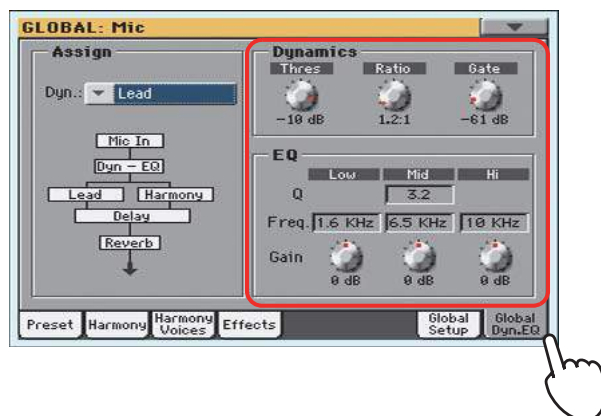 GLOBAL: Mic
Assign
Dyn.: Lead
Mic In
Dyn – EQ
Lead Harmony
Delay
Reverb
Dynamics
Thres Ratio Gate
-10 dB 1.2:1 -61 dB
EQ
Low Mid Hi
Q 3.2
Freq. 1.6 KHz 6.5 KHz 10 KHz
Gain
0 dB 0 dB 0 dB
Preset Harmony Harmony Voices Effects Global Setup Global Dyn.EQ